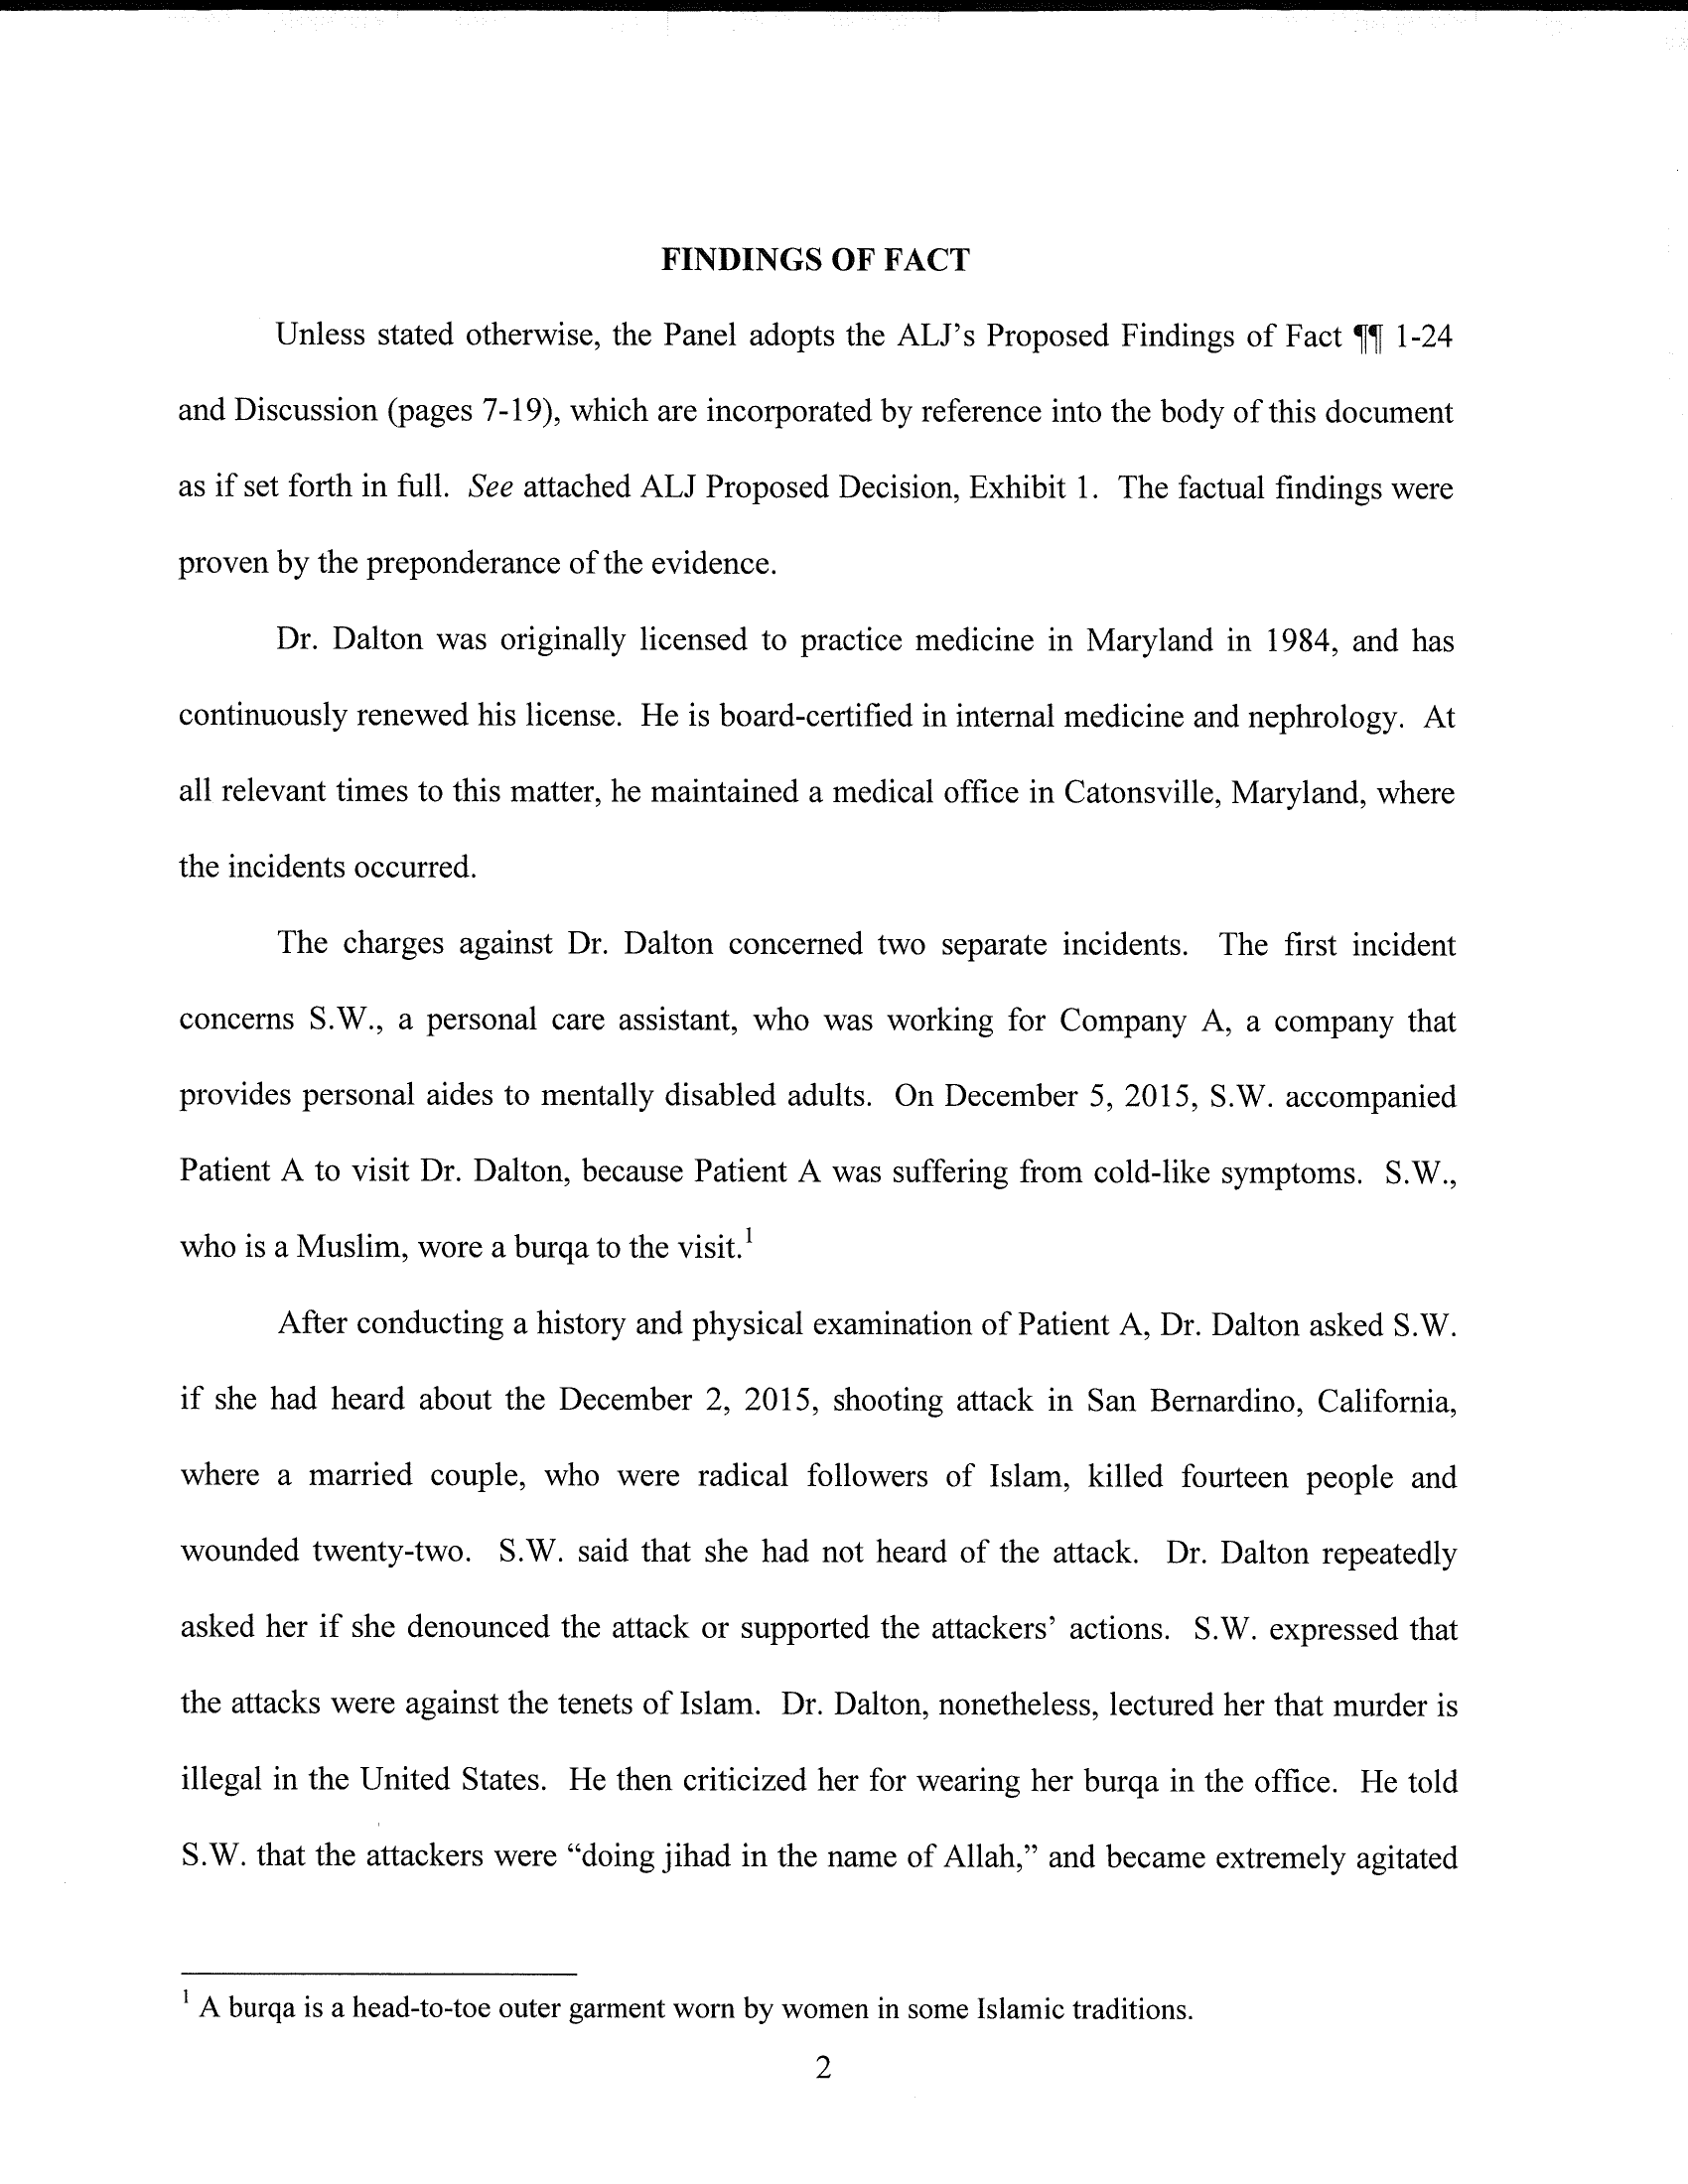 FINDINGS OF FACT
Unless stated otherwise, the Panel adopts the ALJ's Proposed Findings of Fact ¶¶ 1-24
and Discussion (pages 7-19), which are incorporated by reference into the body of this document
as if set forth in full. See attached ALJ Proposed Decision, Exhibit 1. The factual findings were
proven by the preponderance of the evidence.
Dr. Dalton was originally licensed to practice medicine in Maryland in 1984, and has
continuously renewed his license. He is board-certified in internal medicine and nephrology. At
all relevant times to this matter, he maintained a medical office in Catonsville, Maryland, where
the incidents occurred.
The charges against Dr. Dalton concerned two separate incidents. The first incident
concerns S.W., a personal care assistant, who was working for Company A, a company that
provides personal aides to mentally disabled adults. On December 5, 2015, S.W. accompanied
Patient A to visit Dr. Dalton, because Patient A was suffering from cold-like symptoms. S.W.,
who is a Muslim, wore a burqa to the visit.¹
After conducting a history and physical examination of Patient A, Dr. Dalton asked S.W.
if she had heard about the December 2, 2015, shooting attack in San Bernardino, California,
where a married couple, who were radical followers of Islam, killed fourteen people and
wounded twenty-two. S.W. said that she had not heard of the attack. Dr. Dalton repeatedly
asked her if she denounced the attack or supported the attackers' actions. S.W. expressed that
the attacks were against the tenets of Islam. Dr. Dalton, nonetheless, lectured her that murder is
illegal in the United States. He then criticized her for wearing her burqa in the office. He told
S.W. that the attackers were “doing jihad in the name of Allah,” and became extremely agitated
¹ A burqa is a head-to-toe outer garment worn by women in some Islamic traditions.
2